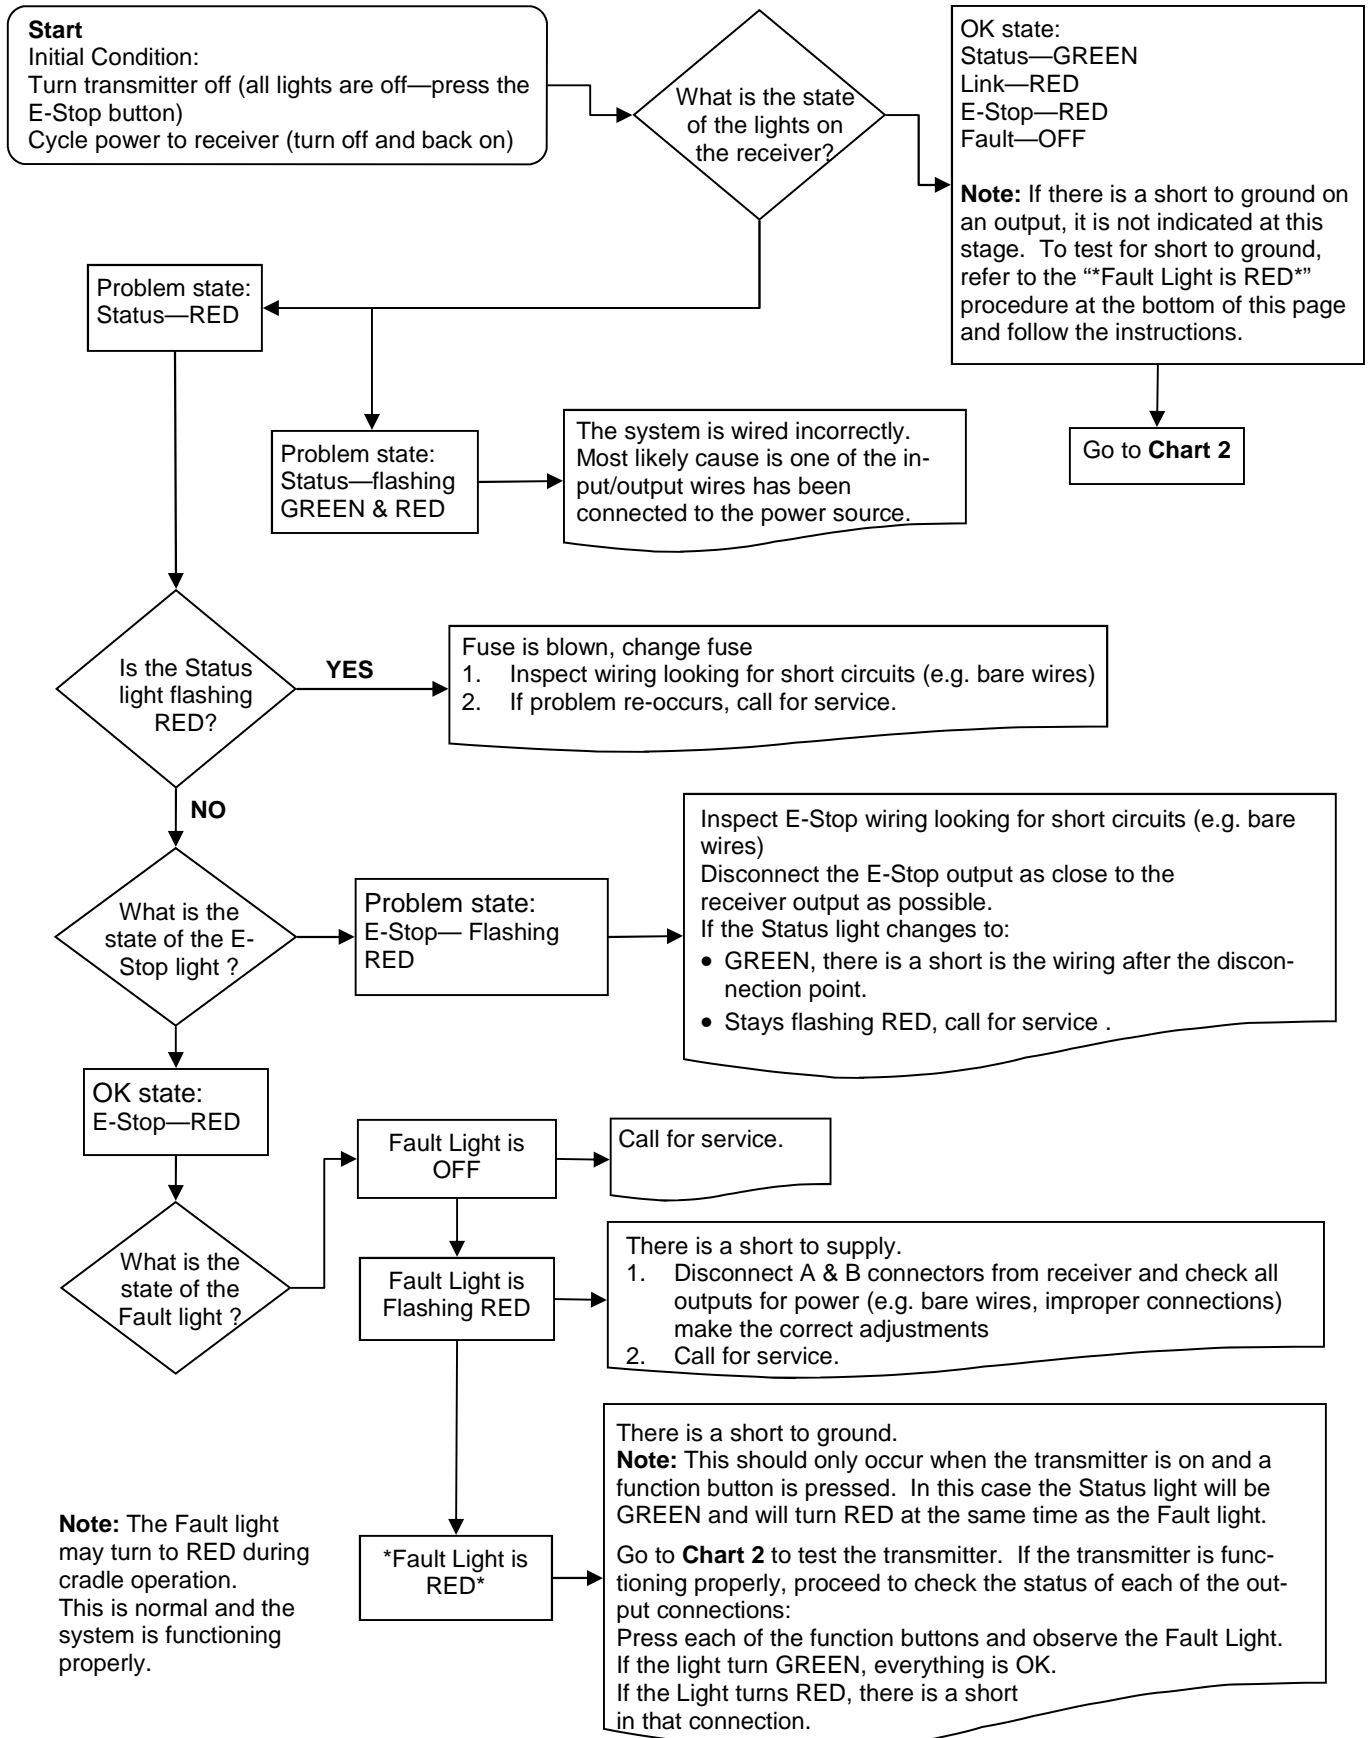 Start
Initial Condition:
Turn transmitter off (all lights are off—press the
E-Stop button)
Cycle power to receiver (turn off and back on)
What is the state
of the lights on
the receiver?
OK state:
Status—GREEN
Link—RED
E-Stop—RED
Fault—OFF
Note: If there is a short to ground on
an output, it is not indicated at this
stage. To test for short to ground,
refer to the “*Fault Light is RED*”
procedure at the bottom of this page
and follow the instructions.
Go to Chart 2
Problem state:
Status—RED
Problem state:
Status—flashing
GREEN & RED
The system is wired incorrectly.
Most likely cause is one of the in-
put/output wires has been
connected to the power source.
Is the Status
light flashing
RED?
YES
Fuse is blown, change fuse
1. Inspect wiring looking for short circuits (e.g. bare wires)
2. If problem re-occurs, call for service.
NO
What is the
state of the E-
Stop light ?
Problem state:
E-Stop— Flashing
RED
Inspect E-Stop wiring looking for short circuits (e.g. bare
wires)
Disconnect the E-Stop output as close to the
receiver output as possible.
If the Status light changes to:
• GREEN, there is a short is the wiring after the discon-
nection point.
• Stays flashing RED, call for service .
OK state:
E-Stop—RED
What is the
state of the
Fault light ?
Fault Light is
OFF
Call for service.
Fault Light is
Flashing RED
There is a short to supply.
1. Disconnect A & B connectors from receiver and check all
outputs for power (e.g. bare wires, improper connections)
make the correct adjustments
2. Call for service.
*Fault Light is
RED*
There is a short to ground.
Note: This should only occur when the transmitter is on and a
function button is pressed. In this case the Status light will be
GREEN and will turn RED at the same time as the Fault light.
Go to Chart 2 to test the transmitter. If the transmitter is func-
tioning properly, proceed to check the status of each of the out-
put connections:
Press each of the function buttons and observe the Fault Light.
If the light turn GREEN, everything is OK.
If the Light turns RED, there is a short
in that connection.
Note: The Fault light
may turn to RED during
cradle operation.
This is normal and the
system is functioning
properly.